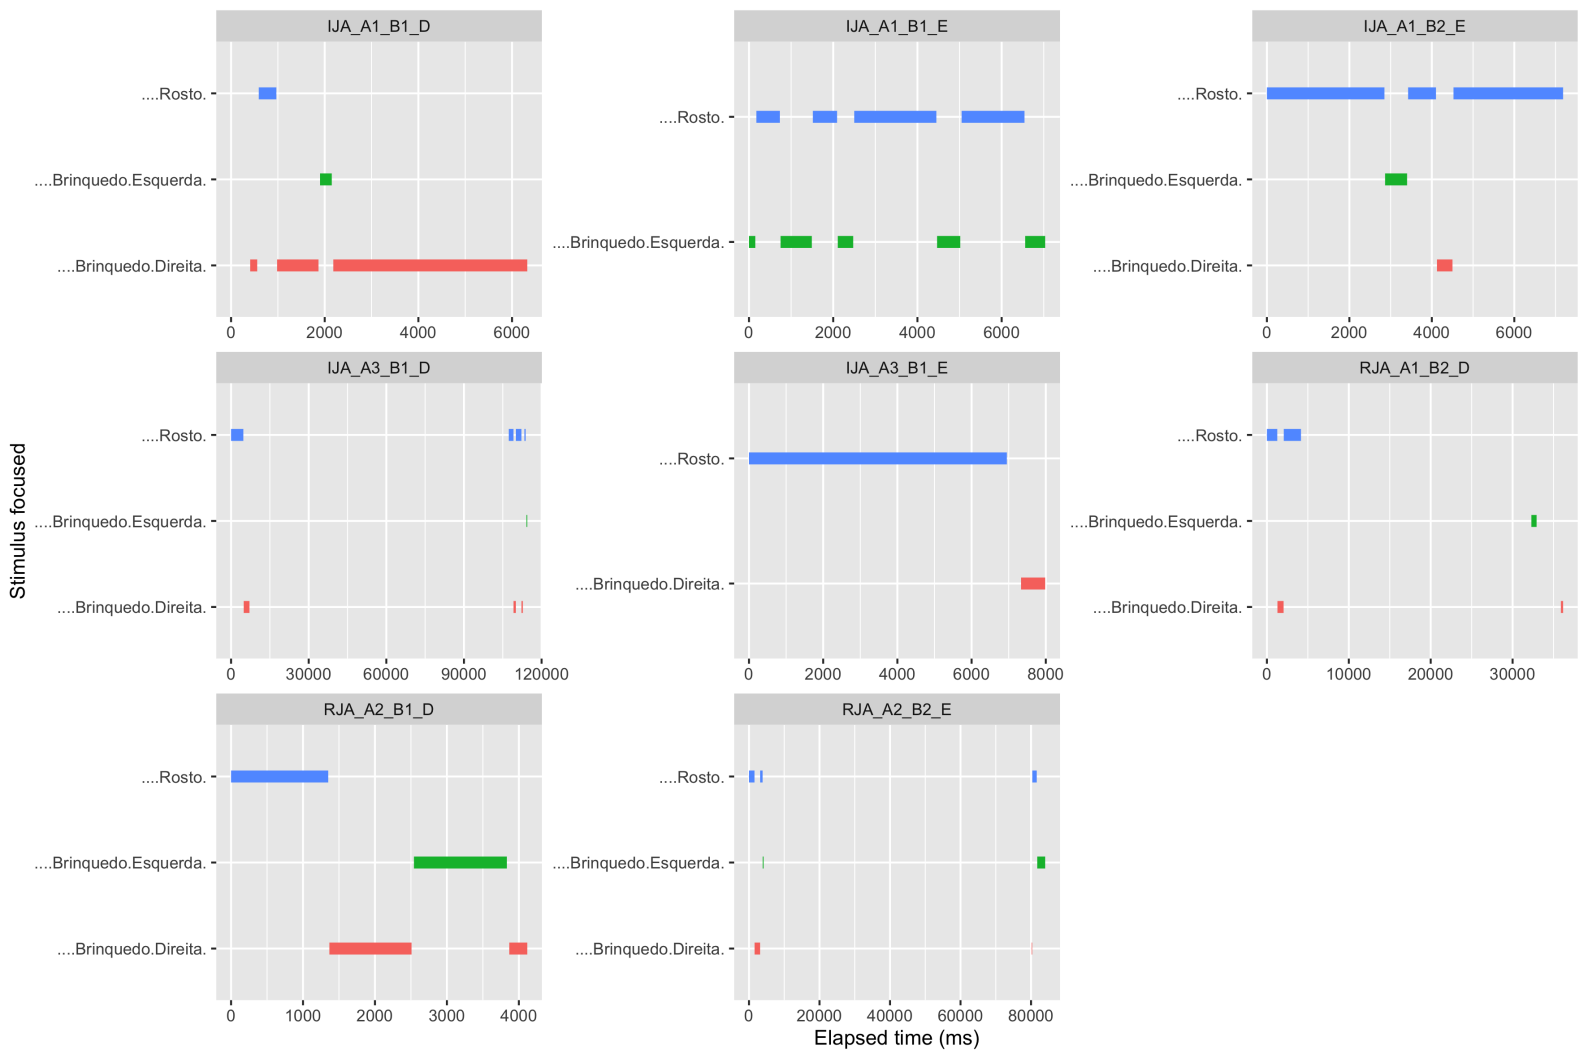 IJA_A1_B1_D
IJA_A1_B1_E
IJA_A1_B2_E
....Rosto.
....Brinquedo.Esquerda.
....Brinquedo.Direita.
0 2000 4000 6000
....Rosto.
....Brinquedo.Esquerda.
0 2000 4000 6000
....Rosto.
....Brinquedo.Esquerda.
....Brinquedo.Direita.
0 2000 4000 6000
IJA_A3_B1_D
IJA_A3_B1_E
RJA_A1_B2_D
Stimulus focused
....Rosto.
....Brinquedo.Esquerda.
....Brinquedo.Direita.
0 30000 60000 90000 120000
....Rosto.
....Brinquedo.Direita.
0 2000 4000 6000 8000
....Rosto.
....Brinquedo.Esquerda.
....Brinquedo.Direita.
0 10000 20000 30000
RJA_A2_B1_D
RJA_A2_B2_E
....Rosto.
....Brinquedo.Esquerda.
....Brinquedo.Direita.
0 1000 2000 3000 4000
....Rosto.
....Brinquedo.Esquerda.
....Brinquedo.Direita.
0 20000 40000 60000 80000
Elapsed time (ms)